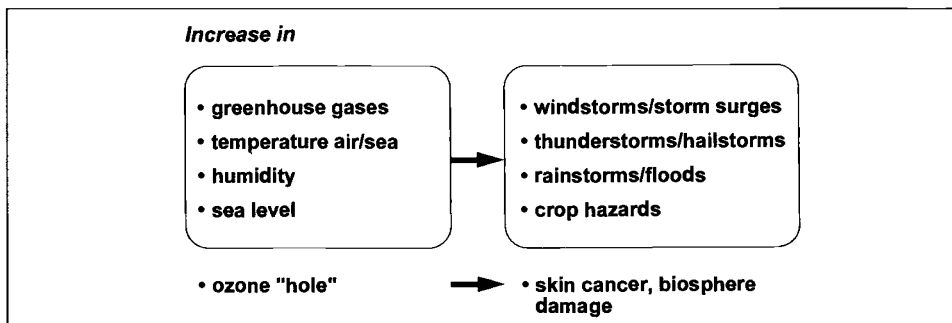 Increase in
• greenhouse gases
• temperature air/sea
• humidity
• sea level
• windstorms/storm surges
• thunderstorms/hailstorms
• rainstorms/floods
• crop hazards
• ozone "hole"
• skin cancer, biosphere
damage